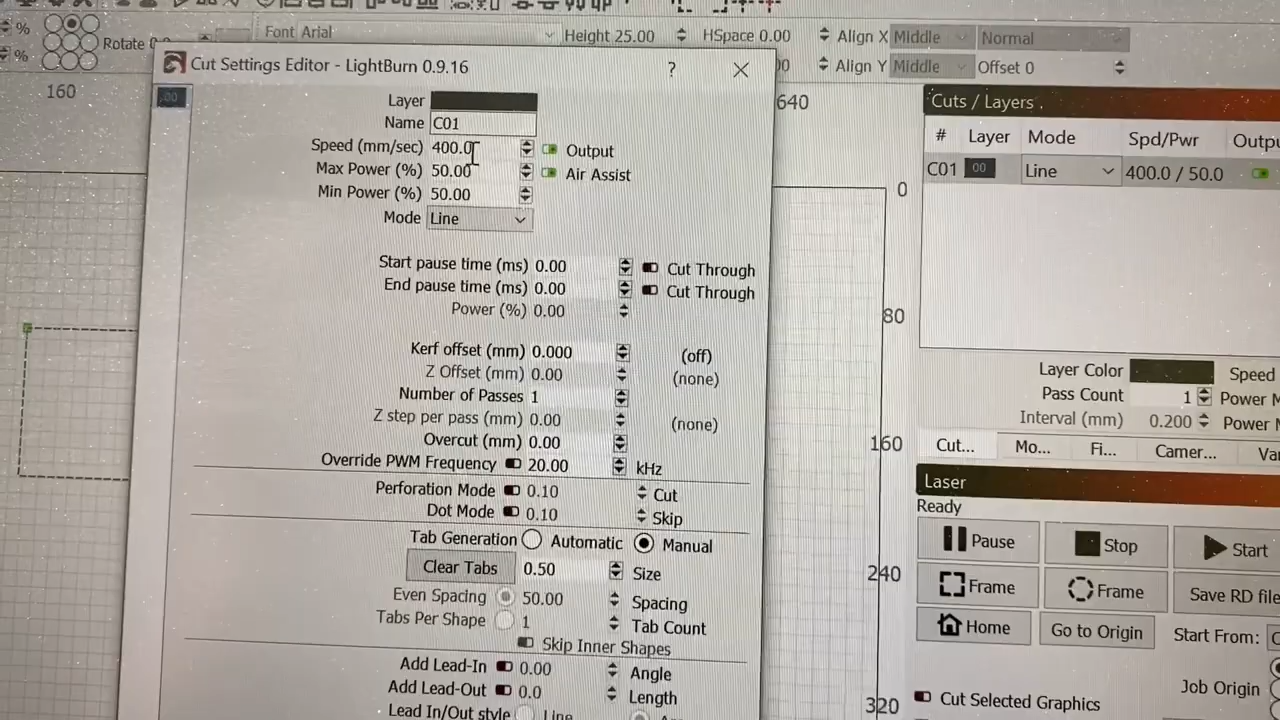 %
Rotate
Font Arial
Height 25.00
HSpace 0.00
Align X Middle
Normal
%
Align Y Middle
Offset 0
160
640
Cut Settings Editor - LightBurn 0.9.16
?
00
Layer
Name C01
Speed (mm/sec) 400.0
Output
Max Power (%) 50.00
Air Assist
Min Power (%) 50.00
Mode Line
Start pause time (ms) 0.00
Cut Through
End pause time (ms) 0.00
Cut Through
Power (%) 0.00
Kerf offset (mm) 0.000
(off)
Z Offset (mm) 0.00
(none)
Number of Passes 1
Z step per pass (mm) 0.00
(none)
Overcut (mm) 0.00
Override PWM Frequency 20.00 kHz
Perforation Mode 0.10 Cut
Dot Mode 0.10 Skip
Tab Generation Automatic Manual
Clear Tabs 0.50 Size
Even Spacing 50.00 Spacing
Tabs Per Shape 1 Tab Count
Skip Inner Shapes
Add Lead-In 0.00 Angle
Add Lead-Out 0.0 Length
Lead In/Out style Line
0
80
160
240
320
Cuts / Layers
# Layer Mode Spd/Pwr Outpu
C01 00 Line 400.0 / 50.0
Layer Color Speed
Pass Count 1 Power M
Interval (mm) 0.200 Power
Cut... Mo... Fi... Camer... Va
Laser
Ready
Pause Stop Start
Frame Frame Save RD file
Home Go to Origin Start From:
Job Origin
Cut Selected Graphics